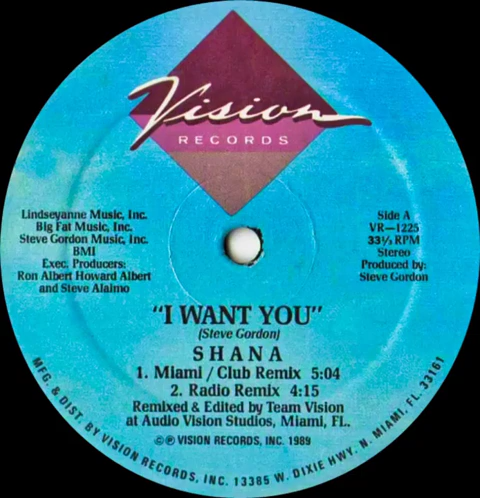 Vision
RECORDS
Lindseyanne Music, Inc.
Big Fat Music, Inc.
Steve Gordon Music, Inc.
BMI
Exec. Producers:
Ron Albert Howard Albert
and Steve Alaimo
Side A
VR—1225
33⅓ RPM
Stereo
Produced by:
Steve Gordon
"I WANT YOU"
(Steve Gordon)
SHANA
1. Miami / Club Remix 5:04
2. Radio Remix 4:15
Remixed & Edited by Team Vision
at Audio Vision Studios, Miami, FL.
©℗ VISION RECORDS, INC. 1989
MFG. & DIST. BY VISION RECORDS, INC. 13385 W. DIXIE HWY. N. MIAMI, FL. 33161